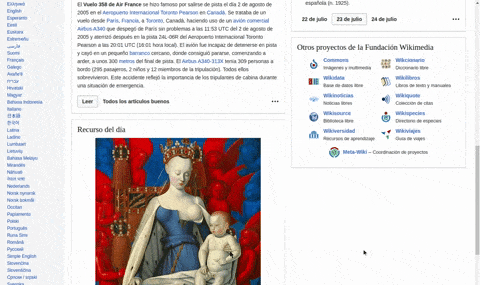 Ελληνικά
English
Esperanto
Eesti
Euskara
فارسی
Suomi
Français
Galego
עברית
Hrvatski
Magyar
Bahasa Indonesia
Italiano
日本語
한국어
Latina
Ladino
Lumbaart
Lietuvių
Bahasa Melayu
Mirandés
Nāhuatl
Nederlands
Norsk nynorsk
Norsk bokmål
Occitan
Papiamentu
Polski
Português
Runa Simi
Română
Русский
Simple English
Slovenčina
Slovenščina
Српски / srpski
Svenska
El Vuelo 358 de Air France se hizo famoso por salirse de pista el día 2 de agosto de
2005 en el Aeropuerto Internacional Toronto Pearson en Canadá. Se trataba de un
vuelo desde París, Francia, a Toronto, Canadá, haciendo uso de un avión comercial
Airbus A340 que despegó de París sin problemas a las 11:53 UTC del 2 de agosto de
2005 y aterrizó después en la pista 24L-06R del Aeropuerto Internacional Toronto
Pearson a las 20:01 UTC (16:01 hora local). El avión fue incapaz de detenerse en pista
y cayó en un pequeño barranco cercano, donde consiguió pararse, comenzando a
arder, a unos 300 metros del final de pista. El Airbus A340-313X tenía 309 personas a
bordo (295 pasajeros, 2 niños y 12 miembros de la tripulación). Todos ellos
sobrevivieron. Este accidente reflejó la importancia de los tripulantes de cabina durante
una situación de emergencia.
Leer Todos los artículos buenos
Recurso del día
española (n. 1925).
22 de julio 23 de julio 24 de julio
Otros proyectos de la Fundación Wikimedia
Commons
Imágenes y multimedia
Wikcionario
Diccionario libre
Wikidata
Base de datos libre
Wikilibros
Libros de texto y manuales
Wikinoticias
Noticias libres
Wikiquote
Colección de citas
Wikisource
Biblioteca libre
Wikispecies
Directorio de especies
Wikiversidad
Recursos de aprendizaje
Wikiviajes
Guía de viajes
Meta-Wiki — Coordinación de proyectos